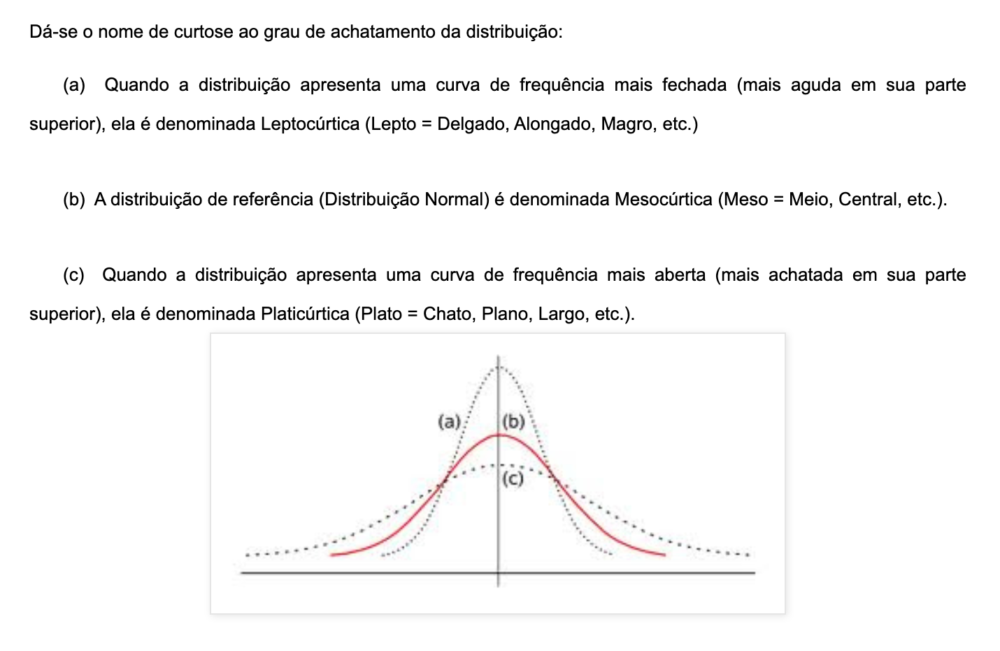 Dá-se o nome de curtose ao grau de achatamento da distribuição:
(a) Quando a distribuição apresenta uma curva de frequência mais fechada (mais aguda em sua parte
superior), ela é denominada Leptocúrtica (Lepto = Delgado, Alongado, Magro, etc.)
(b) A distribuição de referência (Distribuição Normal) é denominada Mesocúrtica (Meso = Meio, Central, etc.).
(c) Quando a distribuição apresenta uma curva de frequência mais aberta (mais achatada em sua parte
superior), ela é denominada Platicúrtica (Plato = Chato, Plano, Largo, etc.).
(a) (b)
(c)